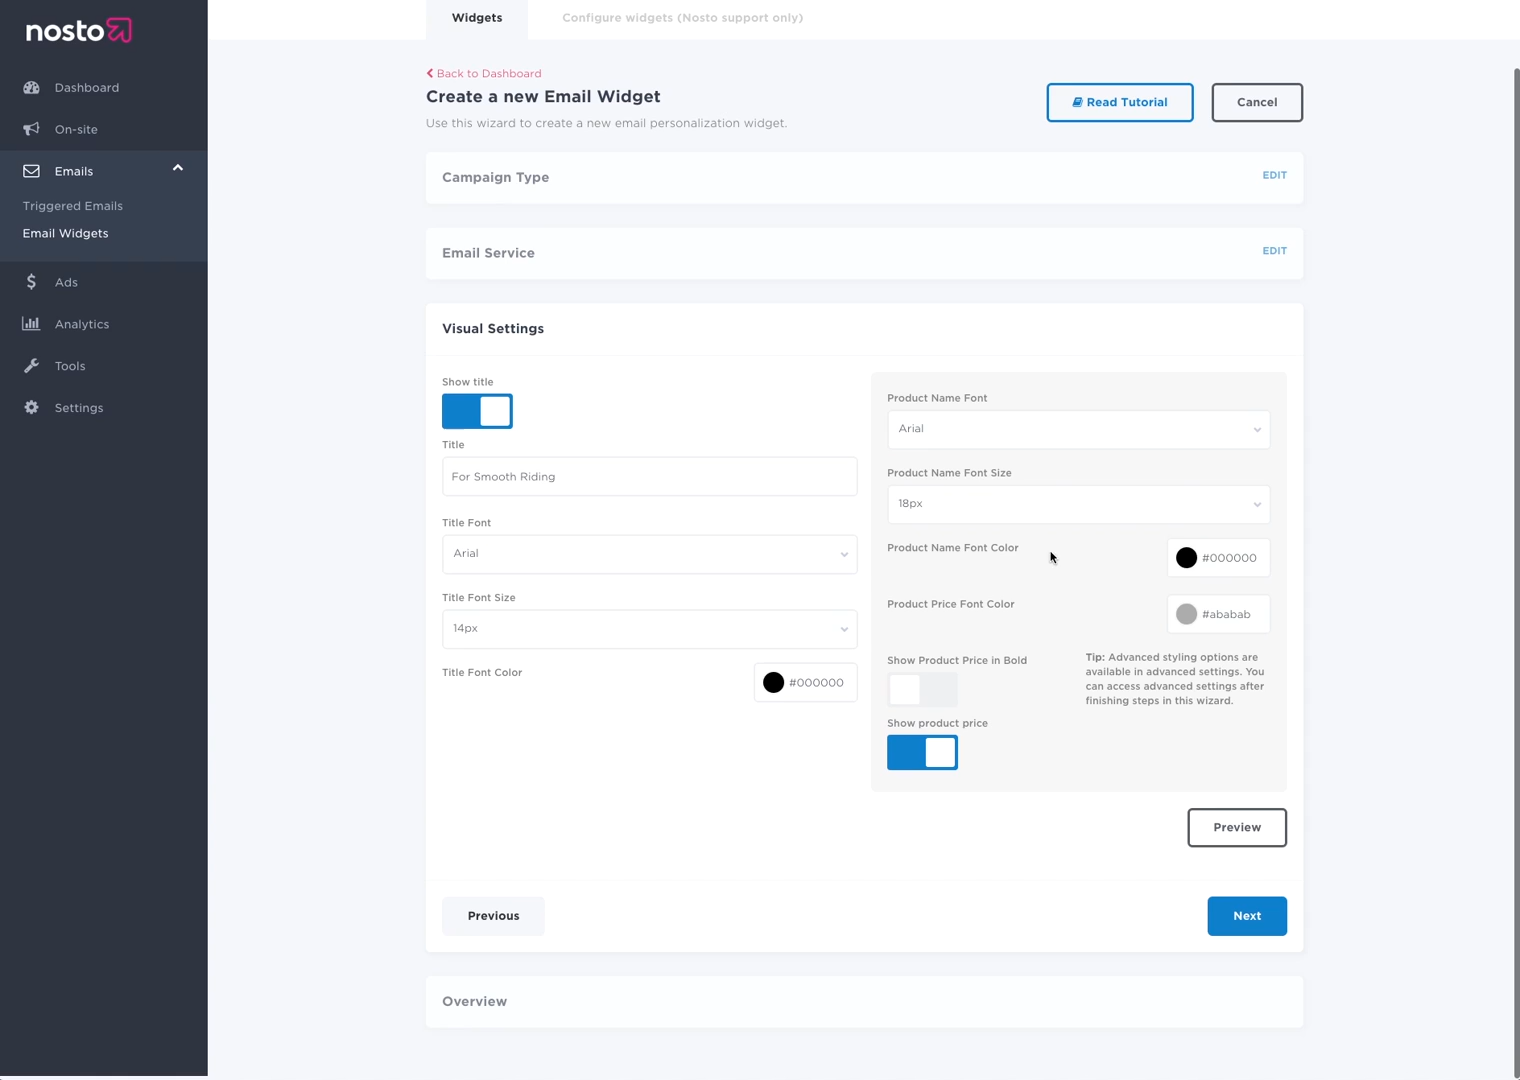 nosto
Dashboard
On-site
Emails
Triggered Emails
Email Widgets
Ads
Analytics
Tools
Settings
Widgets
Configure widgets (Nosto support only)
Back to Dashboard
Create a new Email Widget
Use this wizard to create a new email personalization widget.
Read Tutorial
Cancel
Campaign Type
EDIT
Email Service
EDIT
Visual Settings
Show title
Title
For Smooth Riding
Title Font
Arial
Title Font Size
14px
Title Font Color
#000000
Product Name Font
Arial
Product Name Font Size
18px
Product Name Font Color
#000000
Product Price Font Color
#ababab
Show Product Price in Bold
Tip: Advanced styling options are
available in advanced settings. You
can access advanced settings after
finishing steps in this wizard.
Show product price
Preview
Previous
Next
Overview